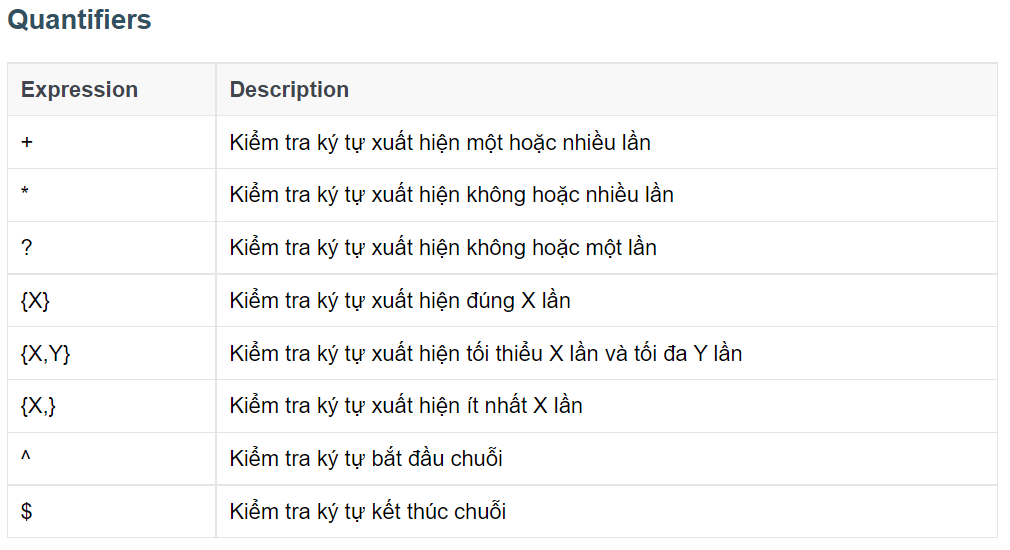 Quantifiers
Expression Description
+ Kiểm tra ký tự xuất hiện một hoặc nhiều lần
* Kiểm tra ký tự xuất hiện không hoặc nhiều lần
? Kiểm tra ký tự xuất hiện không hoặc một lần
{X} Kiểm tra ký tự xuất hiện đúng X lần
{X,Y} Kiểm tra ký tự xuất hiện tối thiểu X lần và tối đa Y lần
{X,} Kiểm tra ký tự xuất hiện ít nhất X lần
^ Kiểm tra ký tự bắt đầu chuỗi
$ Kiểm tra ký tự kết thúc chuỗi